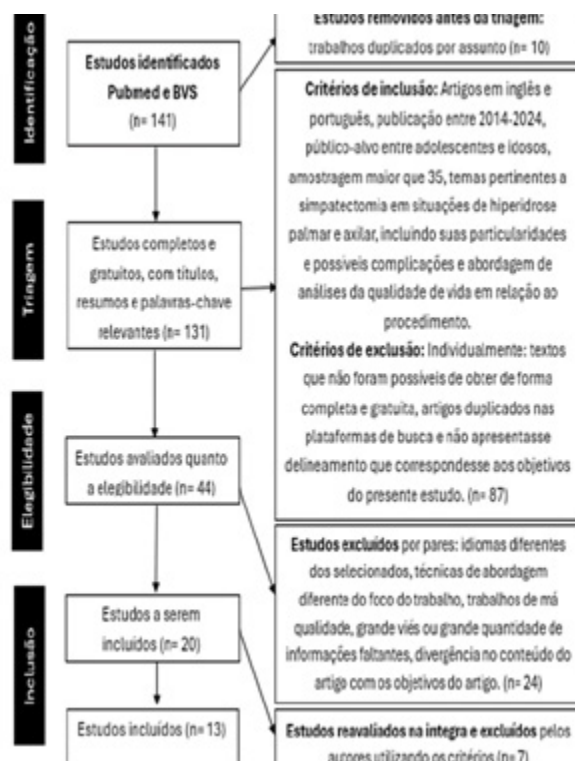 Identificação
Estudos identificados
Pubmed e BVS
(n= 141)
Estudos removidos antes da triagem:
trabalhos duplicados por assunto (n= 10)
Triagem
Estudos completos e
gratuitos, com títulos,
resumos e palavras-chave
relevantes (n= 131)
Critérios de inclusão: Artigos em inglês e
português, publicação entre 2014-2024,
público-alvo entre adolescentes e idosos,
amostragem maior que 35, temas pertinentes a
simpatectomia em situações de hiperidrose
palmar e axilar, incluindo suas particularidades
e possíveis complicações e abordagem de
análises da qualidade de vida em relação ao
procedimento.
Critérios de exclusão: Individualmente: textos
que não foram possíveis de obter de forma
completa e gratuita, artigos duplicados nas
plataformas de busca e não apresentasse
delineamento que correspondesse aos objetivos
do presente estudo. (n= 87)
Elegibilidade
Estudos avaliados quanto
a elegibilidade (n= 44)
Estudos excluídos por pares: idiomas diferentes
dos selecionados, técnicas de abordagem
diferente do foco do trabalho, trabalhos de má
qualidade, grande viés ou grande quantidade de
informações faltantes, divergência no conteúdo do
artigo com os objetivos do artigo. (n= 24)
Inclusão
Estudos a serem
incluídos (n= 20)
Estudos incluídos (n= 13)
Estudos reavaliados na integra e excluídos pelos
autores utilizando os critérios (n= 7)